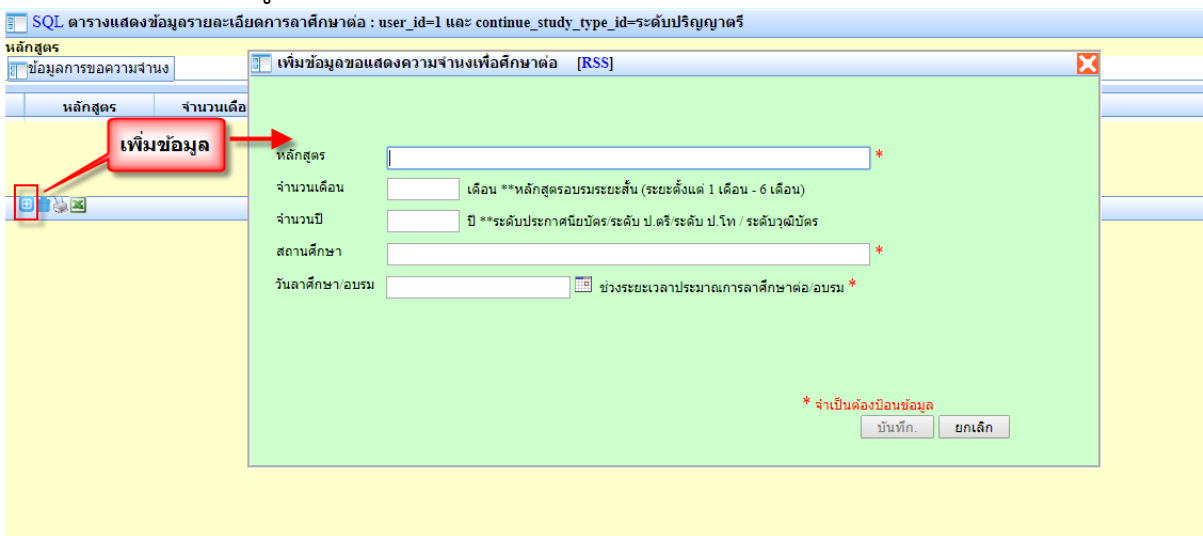 SQL ตารางแสดงข้อมูลรายละเอียดการลาศึกษาต่อ : user_id=1 และ continue_study_type_id=ระดับปริญญาตรี
หลักสูตร
ข้อมูลการขอความจำนง
เพิ่มข้อมูลขอแสดงความจำนงเพื่อศึกษาต่อ [RSS]
หลักสูตร จำนวนเดือ
เพิ่มข้อมูล
หลักสูตร *
จำนวนเดือน เดือน **หลักสูตรอบรมระยะสั้น (ระยะตั้งแต่ 1 เดือน - 6 เดือน)
จำนวนปี ปี **ระดับประกาศนียบัตร/ระดับ ป.ตรี/ระดับ ป.โท / ระดับวุฒิบัตร
สถานศึกษา *
วันลาศึกษา/อบรม ช่วงระยะเวลาประมาณการลาศึกษาต่อ/อบรม *
* จำเป็นต้องป้อนข้อมูล
บันทึก. ยกเลิก